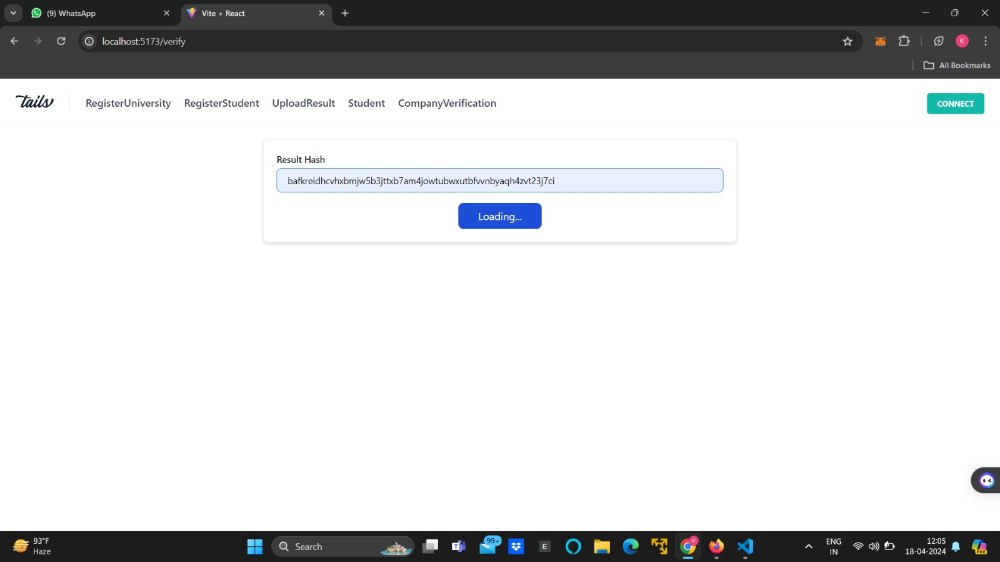 (9) WhatsApp
Vite + React
localhost:5173/verify
K
All Bookmarks
tails
RegisterUniversity RegisterStudent UploadResult Student CompanyVerification
CONNECT
Result Hash
bafkreidhcvhxbmjw5b3jttxb7am4jowtubwxutbfvvnbyaqh4zvt23j7ci
Loading...
93°F
Haze
Search
99+
E
K
ENG
IN
12:05
18-04-2024
PRE